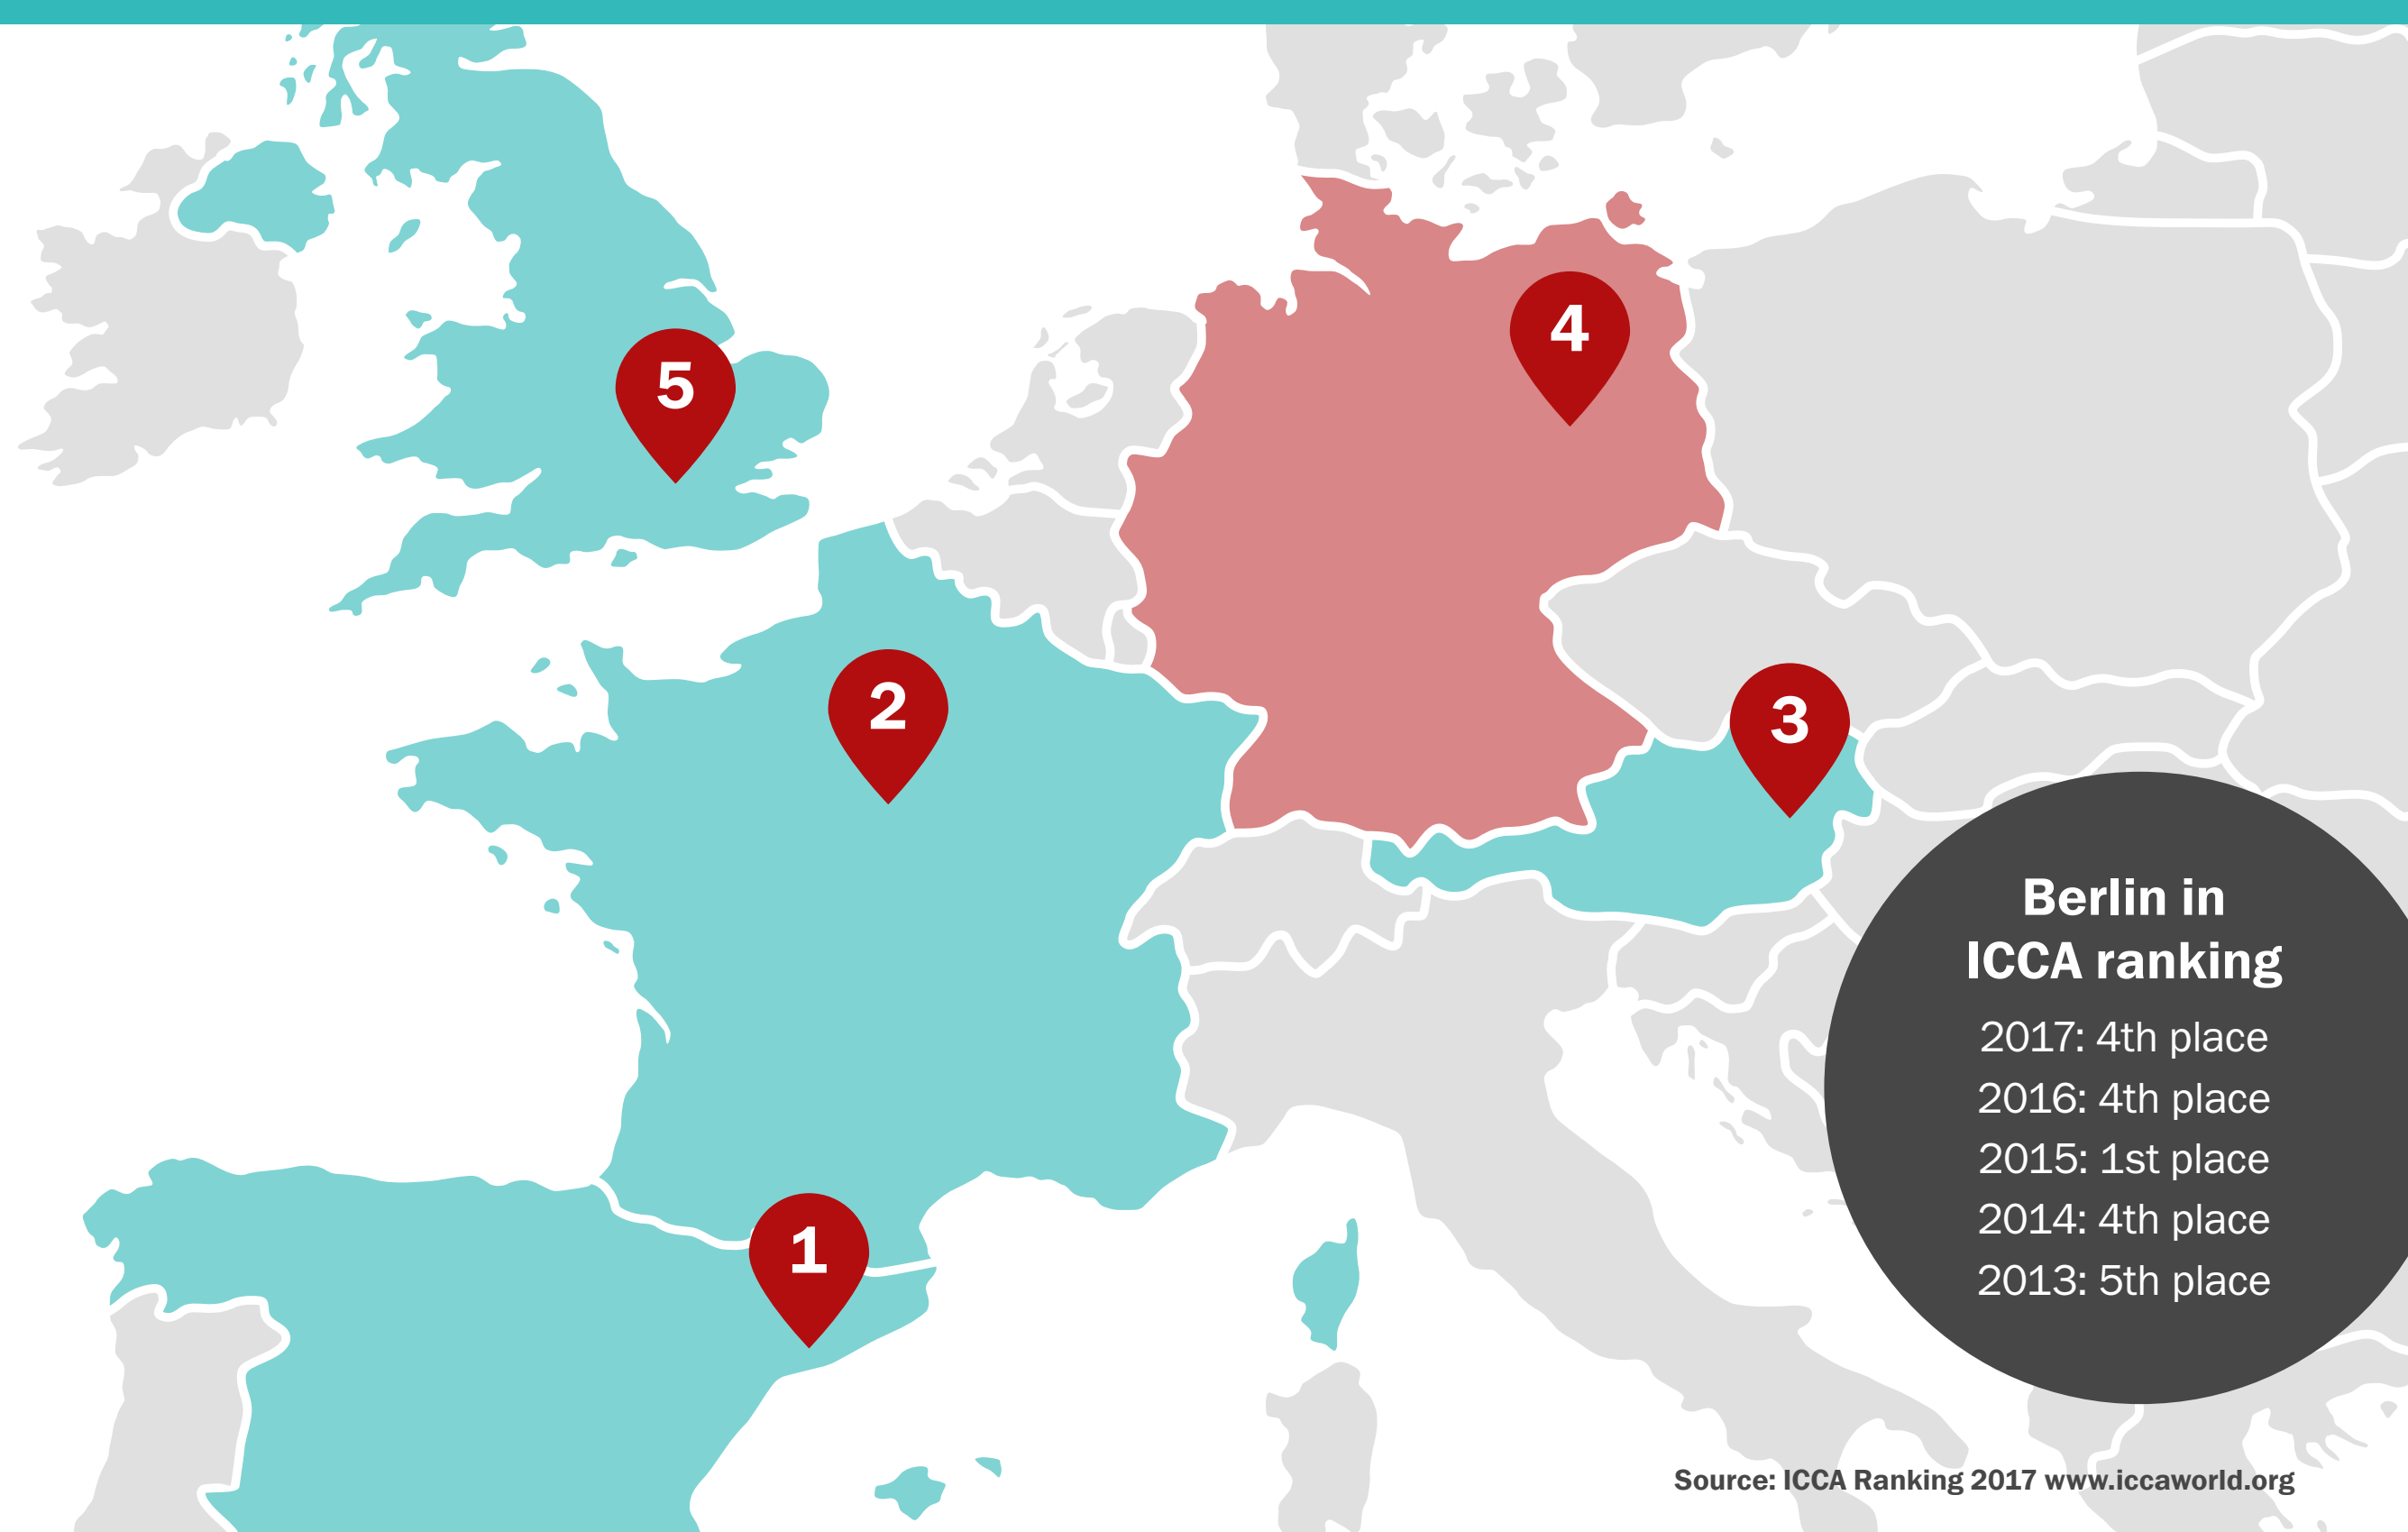 4
5
2
3
1
Berlin in
ICCA ranking
2017: 4th place
2016: 4th place
2015: 1st place
2014: 4th place
2013: 5th place
Source: ICCA Ranking 2017 www.iccaworld.org